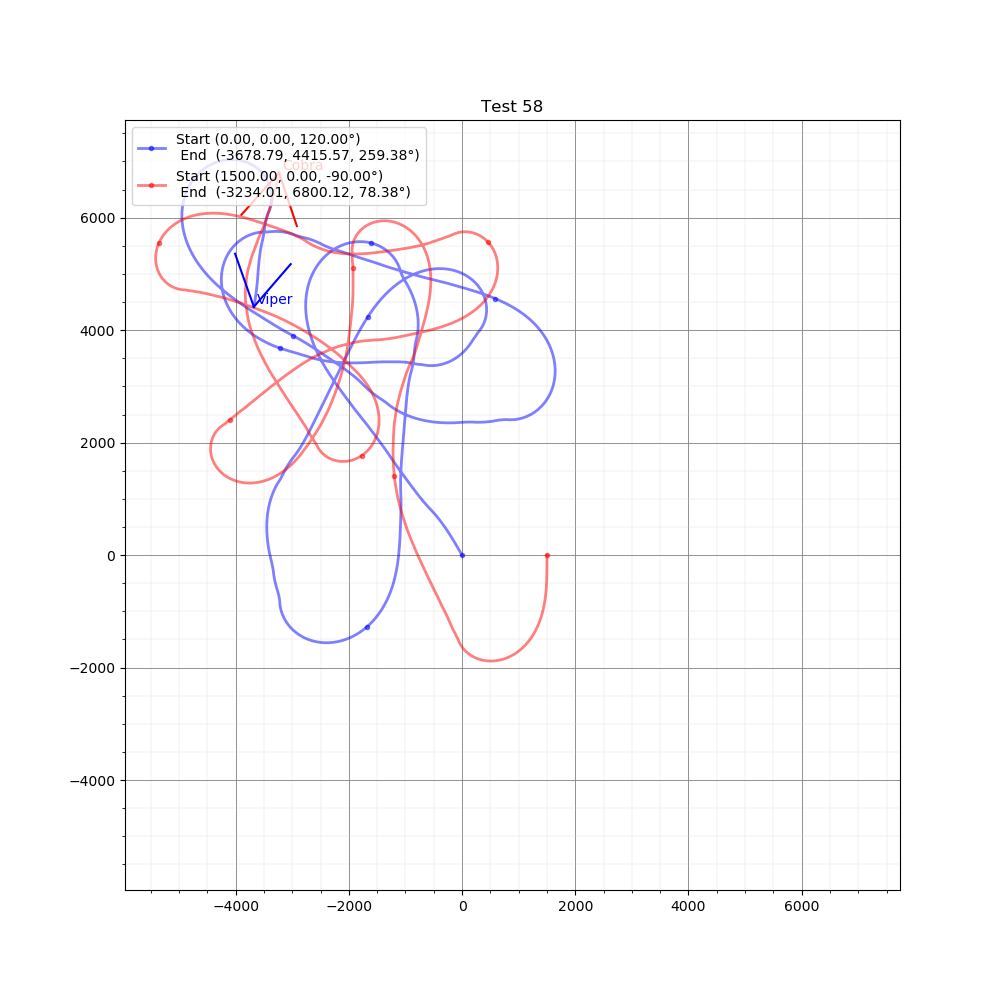 Test 58
Start (0.00, 0.00, 120.00°)
End (-3678.79, 4415.57, 259.38°)
Start (1500.00, 0.00, -90.00°)
End (-3234.01, 6800.12, 78.38°)
Cobra
Viper
6000
4000
2000
0
−2000
−4000
−4000 −2000 0 2000 4000 6000